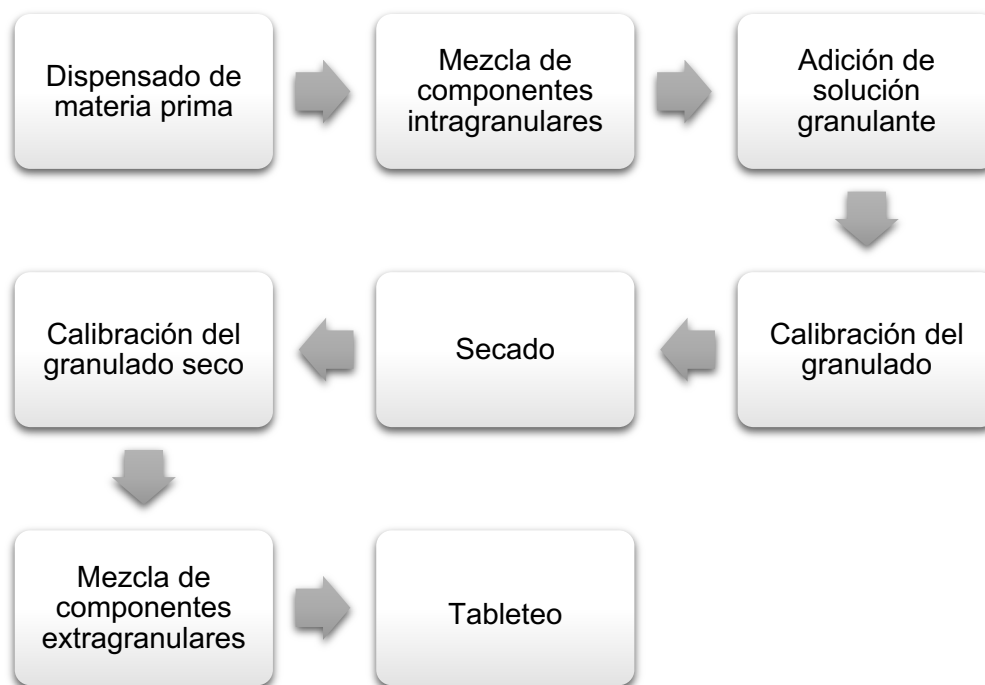 Dispensado de
materia prima
Mezcla de
componentes
intragranulares
Adición de
solución
granulante
Calibración del
granulado
Secado
Calibración del
granulado seco
Mezcla de
componentes
extragranulares
Tableteo